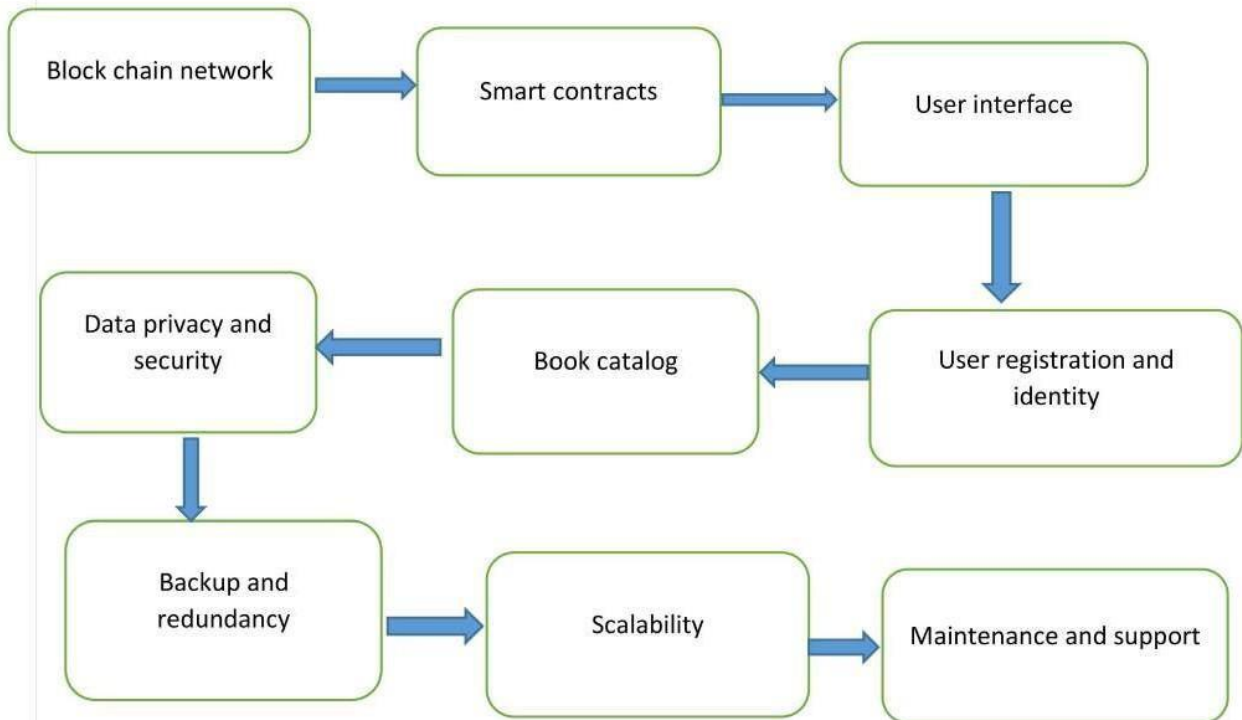 Block chain network
Smart contracts
User interface
User registration and
identity
Book catalog
Data privacy and
security
Backup and
redundancy
Scalability
Maintenance and support